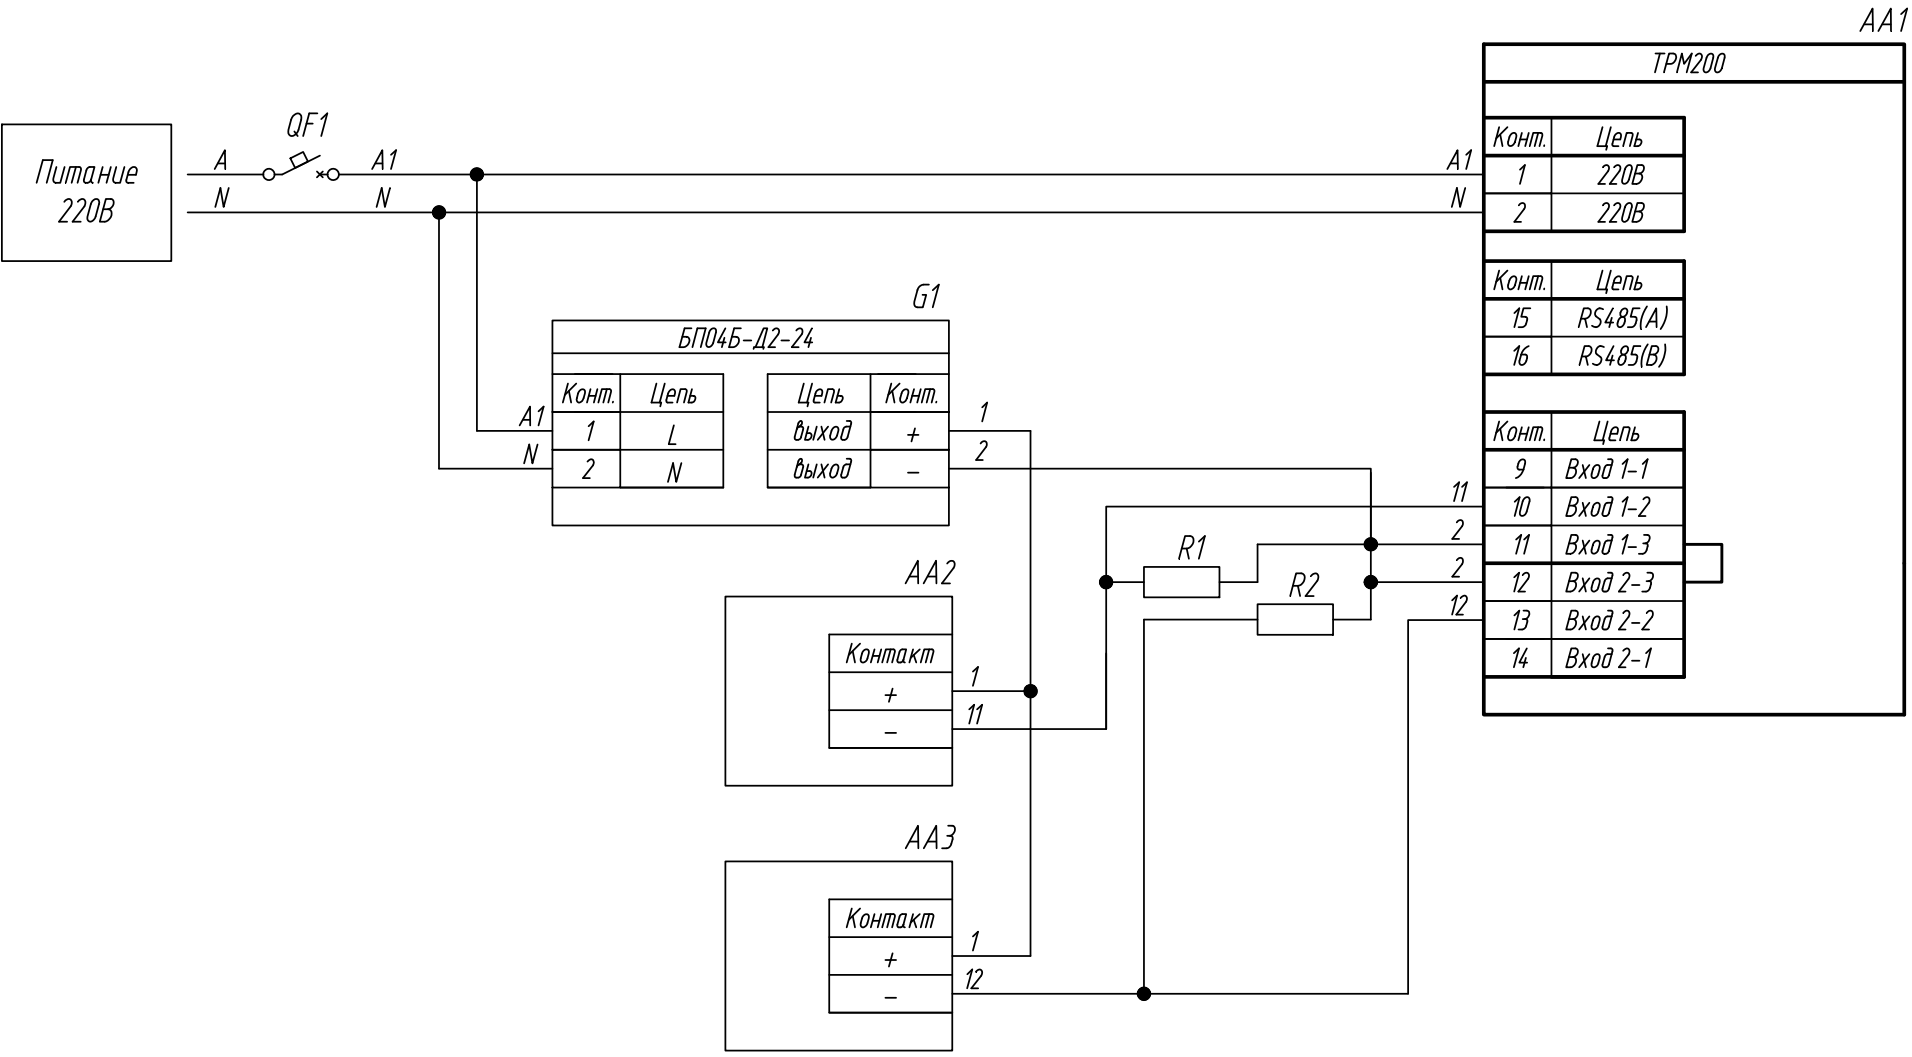 AA1
ТРМ200
QF1
Питание
220В
A
A1
A1
N
N
N
Конт. Цепь
1 220В
2 220В
Конт. Цепь
15 RS485(A)
16 RS485(B)
G1
БП04Б-Д2-24
Конт. Цепь
A1 1 L
N 2 N
Цепь Конт.
выход + 1
выход - 2
Конт. Цепь
9 Вход 1-1
11 10 Вход 1-2
2 11 Вход 1-3
2 12 Вход 2-3
12 13 Вход 2-2
14 Вход 2-1
R1
R2
AA2
Контакт
+ 1
- 11
AA3
Контакт
+ 1
- 12